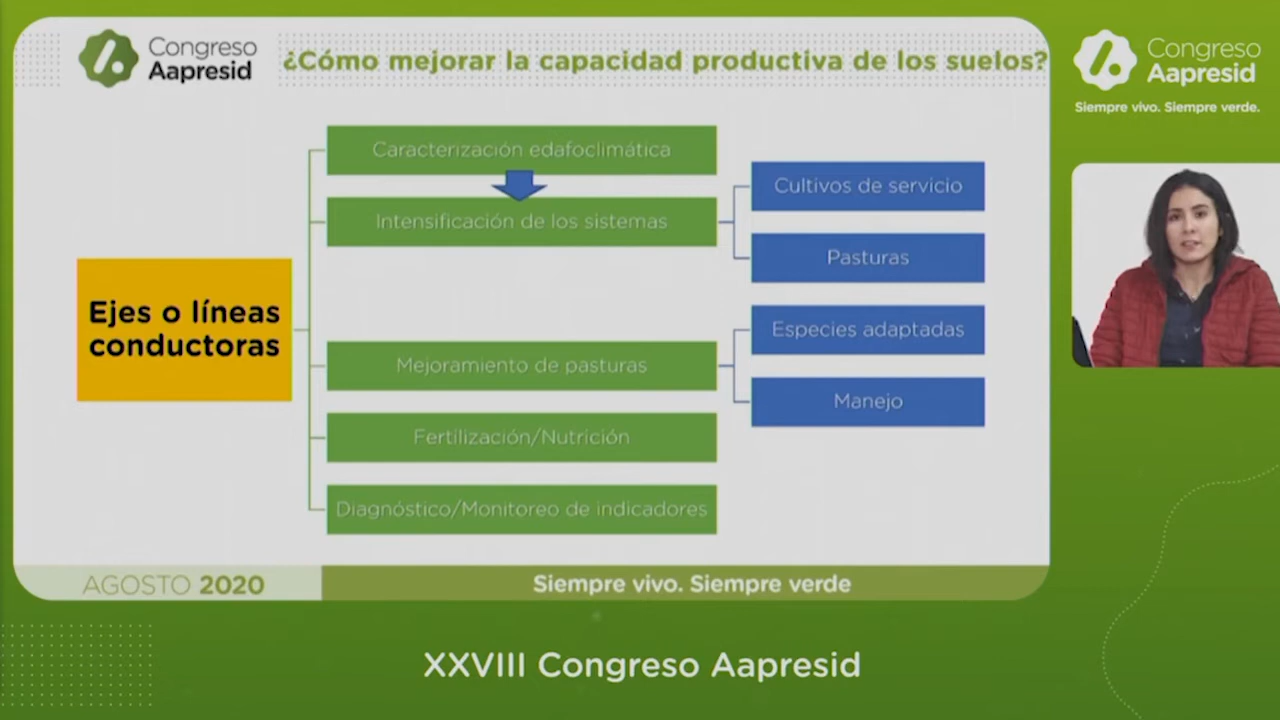 Congreso
Aapresid
¿Cómo mejorar la capacidad productiva de los suelos?
Congreso
Aapresid
Siempre vivo. Siempre verde.
Caracterización edafoclimática
Intensificación de los sistemas
Cultivos de servicio
Pasturas
Ejes o líneas
conductoras
Mejoramiento de pasturas
Especies adaptadas
Manejo
Fertilización/Nutrición
Diagnóstico/Monitoreo de indicadores
AGOSTO 2020
Siempre vivo. Siempre verde
XXVIII Congreso Aapresid